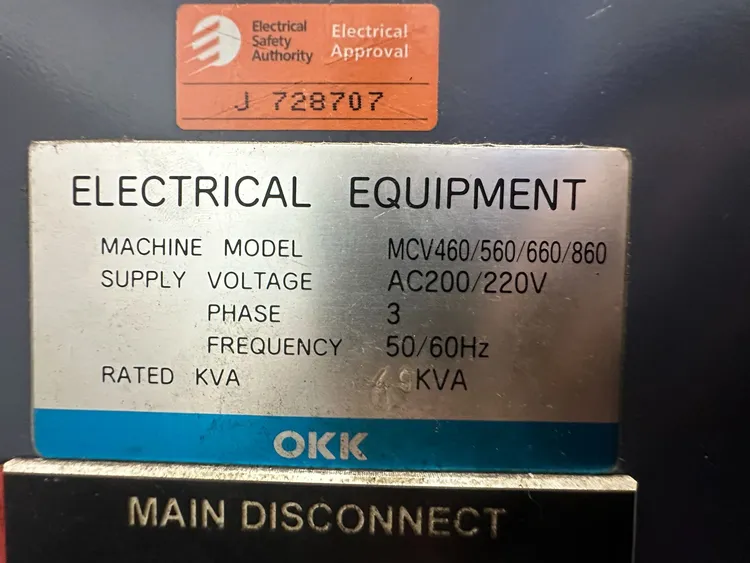 Electrical
Safety
Authority
Electrical
Approval
J 728707
ELECTRICAL EQUIPMENT
MACHINE MODEL MCV460/560/660/860
SUPPLY VOLTAGE AC200/220V
PHASE 3
FREQUENCY 50/60Hz
RATED KVA KVA
OKK
MAIN DISCONNECT